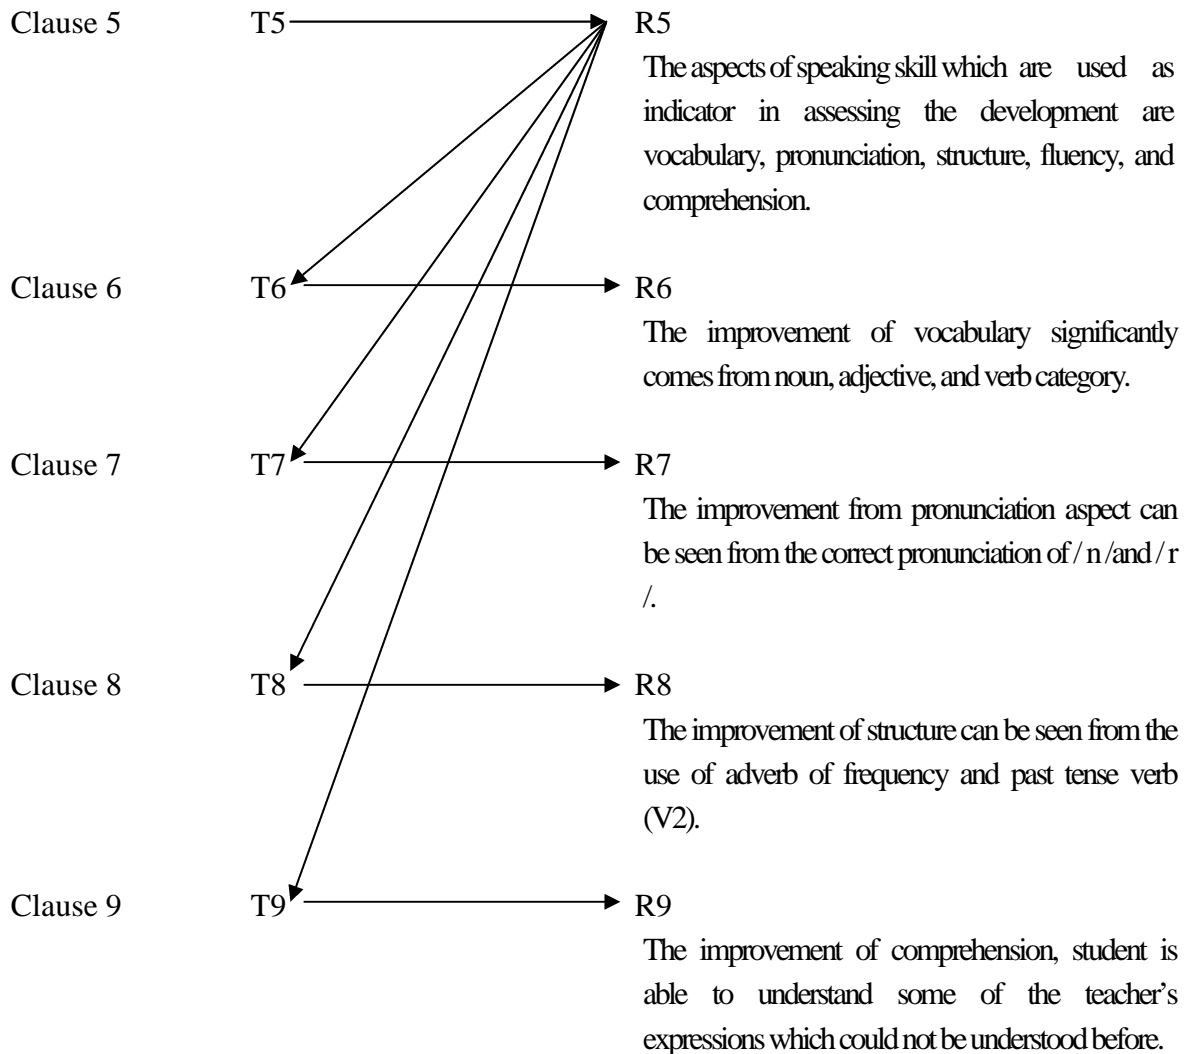 Clause 5 T5 R5
The aspects of speaking skill which are used as
indicator in assessing the development are
vocabulary, pronunciation, structure, fluency, and
comprehension.
Clause 6 T6 R6
The improvement of vocabulary significantly
comes from noun, adjective, and verb category.
Clause 7 T7 R7
The improvement from pronunciation aspect can
be seen from the correct pronunciation of / n /and / r
/.
Clause 8 T8 R8
The improvement of structure can be seen from the
use of adverb of frequency and past tense verb
(V2).
Clause 9 T9 R9
The improvement of comprehension, student is
able to understand some of the teacher's
expressions which could not be understood before.